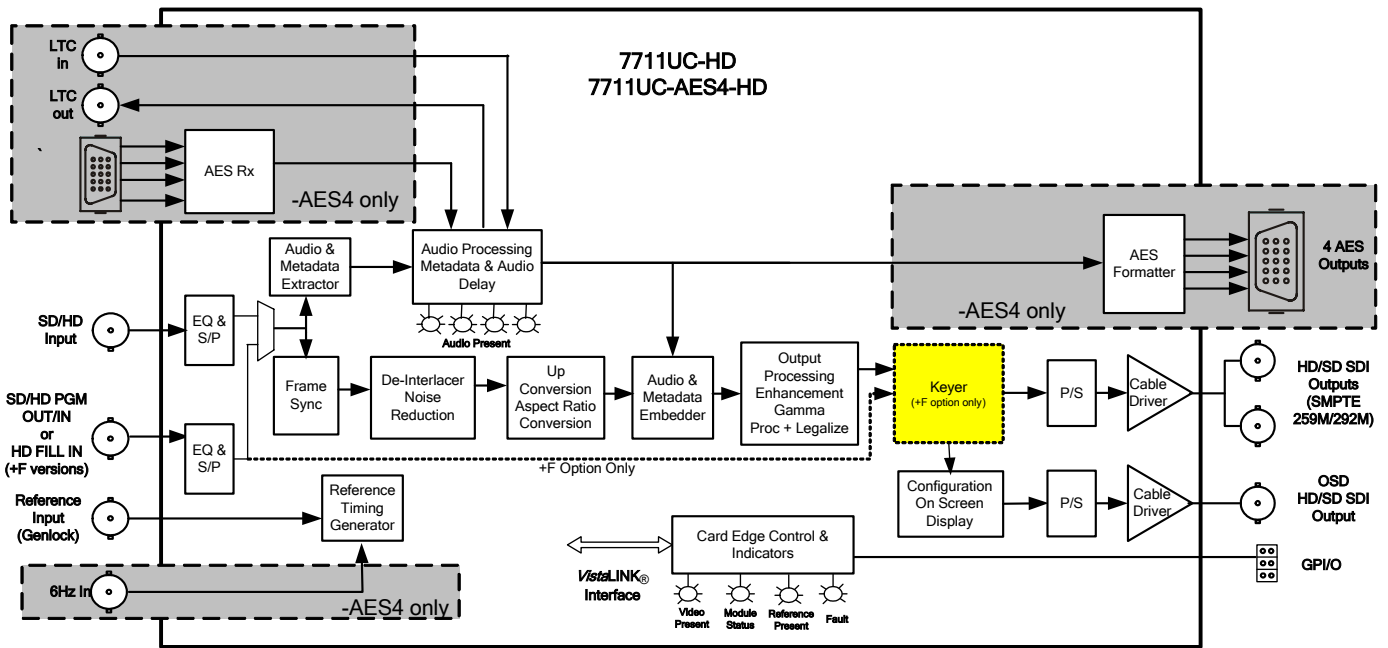 7711UC-HD
7711UC-AES4-HD
LTC
In
LTC
out
`
AES Rx
-AES4 only
Audio &
Metadata
Extractor
Audio Processing
Metadata & Audio
Delay
Audio Present
AES
Formatter
4 AES
Outputs
-AES4 only
SD/HD
Input
EQ &
S/P
Frame
Sync
De-Interlacer
Noise
Reduction
Up
Conversion
Aspect Ratio
Conversion
Audio &
Metadata
Embedder
Output
Processing
Enhancement
Gamma
Proc + Legalize
Keyer
(+F option only)
P/S
Cable
Driver
HD/SD SDI
Outputs
(SMPTE
259M/292M)
SD/HD PGM
OUT/IN
or
HD FILL IN
(+F versions)
EQ &
S/P
+F Option Only
Reference
Input
(Genlock)
Reference
Timing
Generator
Configuration
On Screen
Display
P/S
Cable
Driver
OSD
HD/SD SDI
Output
6Hz In
-AES4 only
VistaLINK®
Interface
Card Edge Control &
Indicators
Video
Present
Module
Status
Reference
Present
Fault
GPI/O